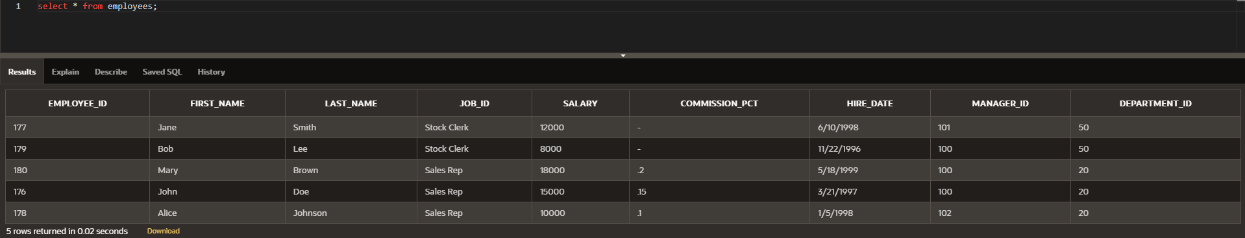 1 select * from employees;
Results Explain Describe Saved SQL History
EMPLOYEE_ID FIRST_NAME LAST_NAME JOB_ID SALARY COMMISSION_PCT HIRE_DATE MANAGER_ID DEPARTMENT_ID
177 Jane Smith Stock Clerk 12000 - 6/10/1998 101 50
179 Bob Lee Stock Clerk 8000 - 11/22/1996 100 50
180 Mary Brown Sales Rep 18000 .2 5/18/1999 100 20
176 John Doe Sales Rep 15000 .15 3/21/1997 100 20
178 Alice Johnson Sales Rep 10000 .1 1/5/1998 102 20
5 rows returned in 0.02 seconds Download